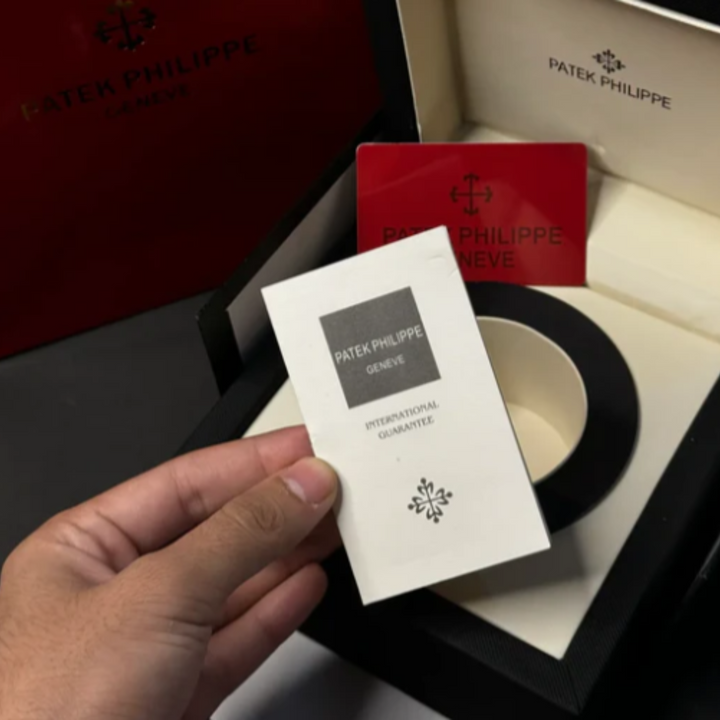 PATEK PHILIPPE
GENEVE
PATEK PHILIPPE
PATEK PHILIPPE
GENEVE
PATEK PHILIPPE
GENEVE
INTERNATIONAL
GUARANTEE